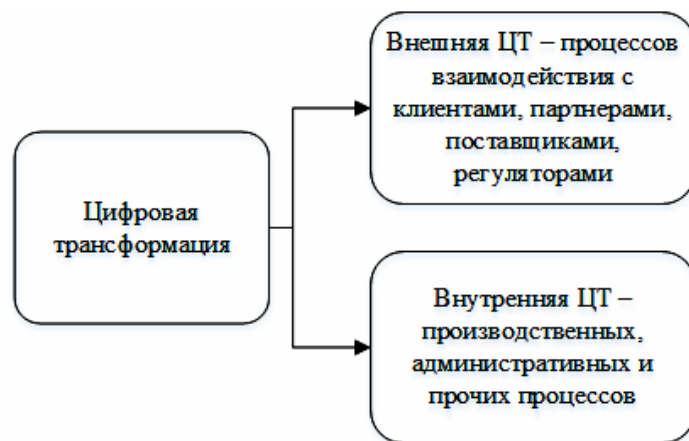 Внешняя ЦТ – процессов
взаимодействия с
клиентами, партнерами,
поставщиками,
регуляторами
Цифровая
трансформация
Внутренняя ЦТ –
производственных,
административных и
прочих процессов